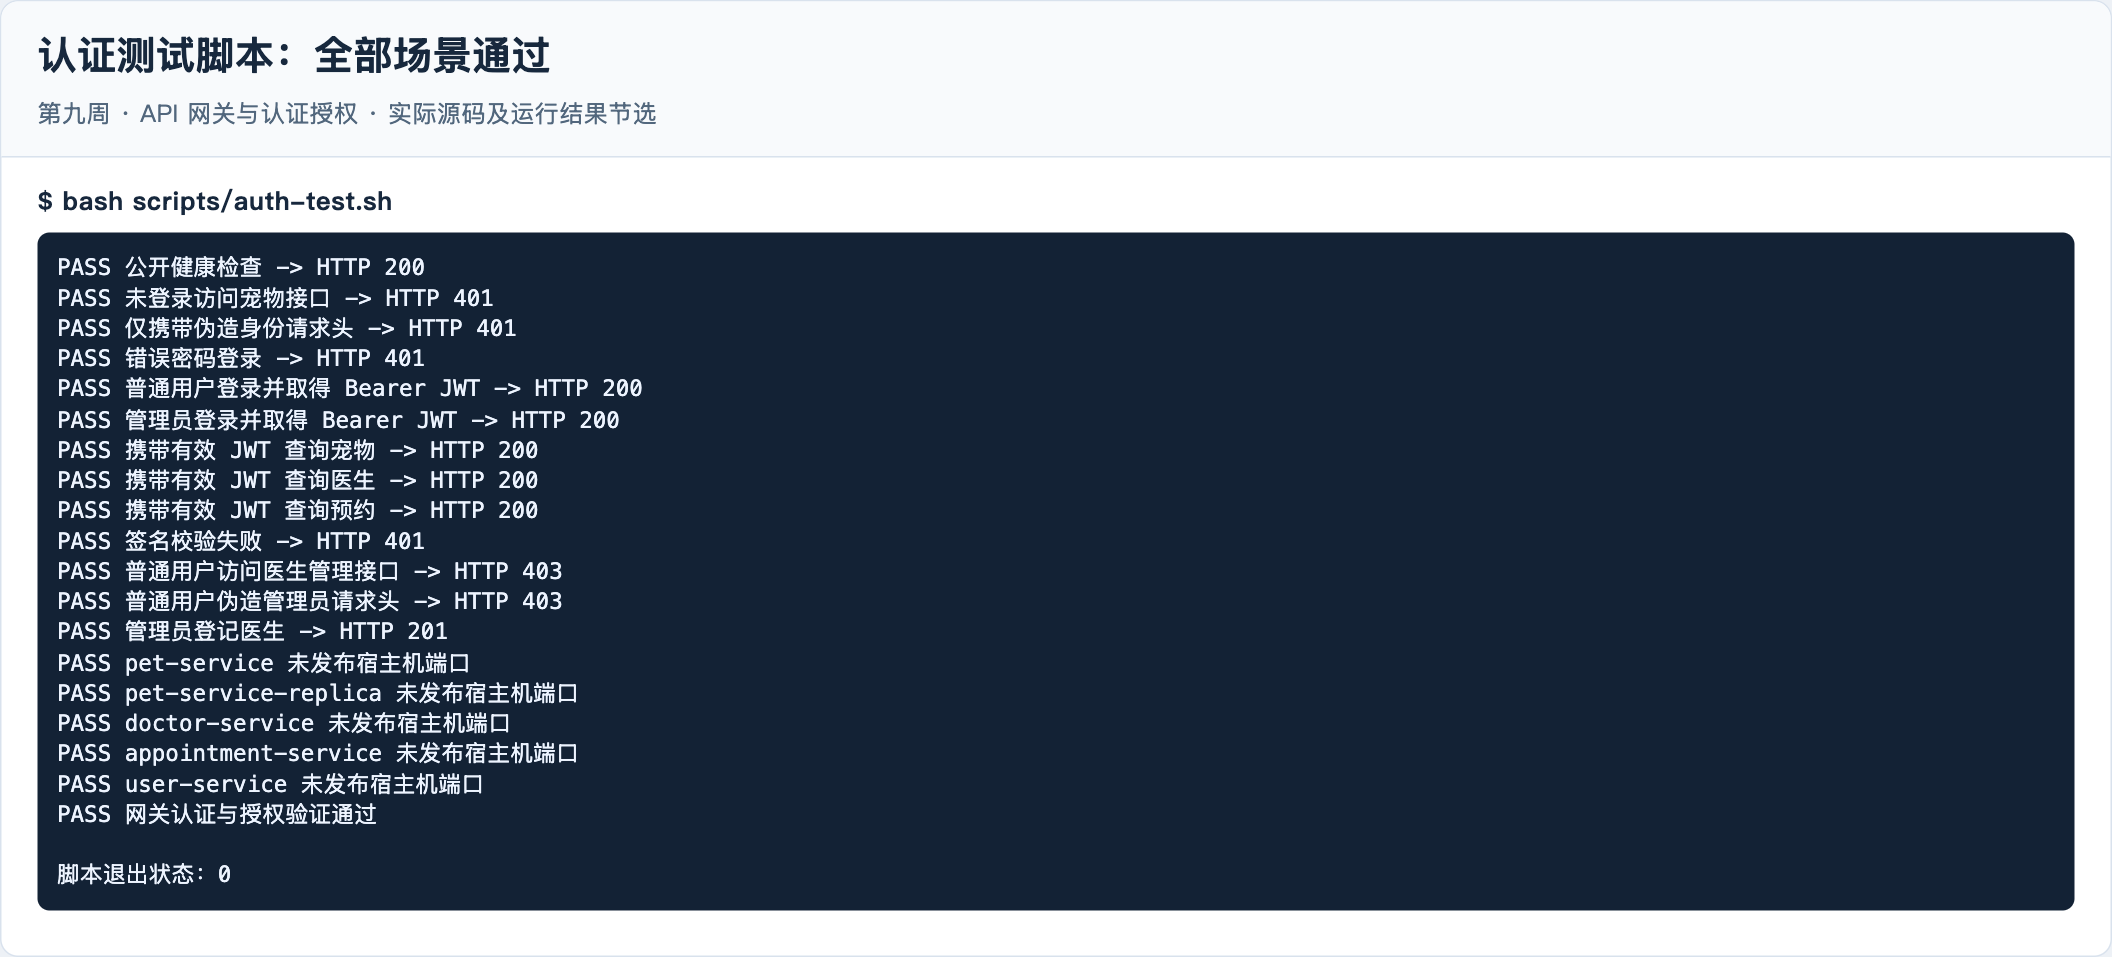 认证测试脚本：全部场景通过
第九周 · API 网关与认证授权 · 实际源码及运行结果节选
$ bash scripts/auth-test.sh
PASS 公开健康检查 -> HTTP 200
PASS 未登录访问宠物接口 -> HTTP 401
PASS 仅携带伪造身份请求头 -> HTTP 401
PASS 错误密码登录 -> HTTP 401
PASS 普通用户登录并取得 Bearer JWT -> HTTP 200
PASS 管理员登录并取得 Bearer JWT -> HTTP 200
PASS 携带有效 JWT 查询宠物 -> HTTP 200
PASS 携带有效 JWT 查询医生 -> HTTP 200
PASS 携带有效 JWT 查询预约 -> HTTP 200
PASS 签名校验失败 -> HTTP 401
PASS 普通用户访问医生管理接口 -> HTTP 403
PASS 普通用户伪造管理员请求头 -> HTTP 403
PASS 管理员登记医生 -> HTTP 201
PASS pet-service 未发布宿主机端口
PASS pet-service-replica 未发布宿主机端口
PASS doctor-service 未发布宿主机端口
PASS appointment-service 未发布宿主机端口
PASS user-service 未发布宿主机端口
PASS 网关认证与授权验证通过
脚本退出状态：0